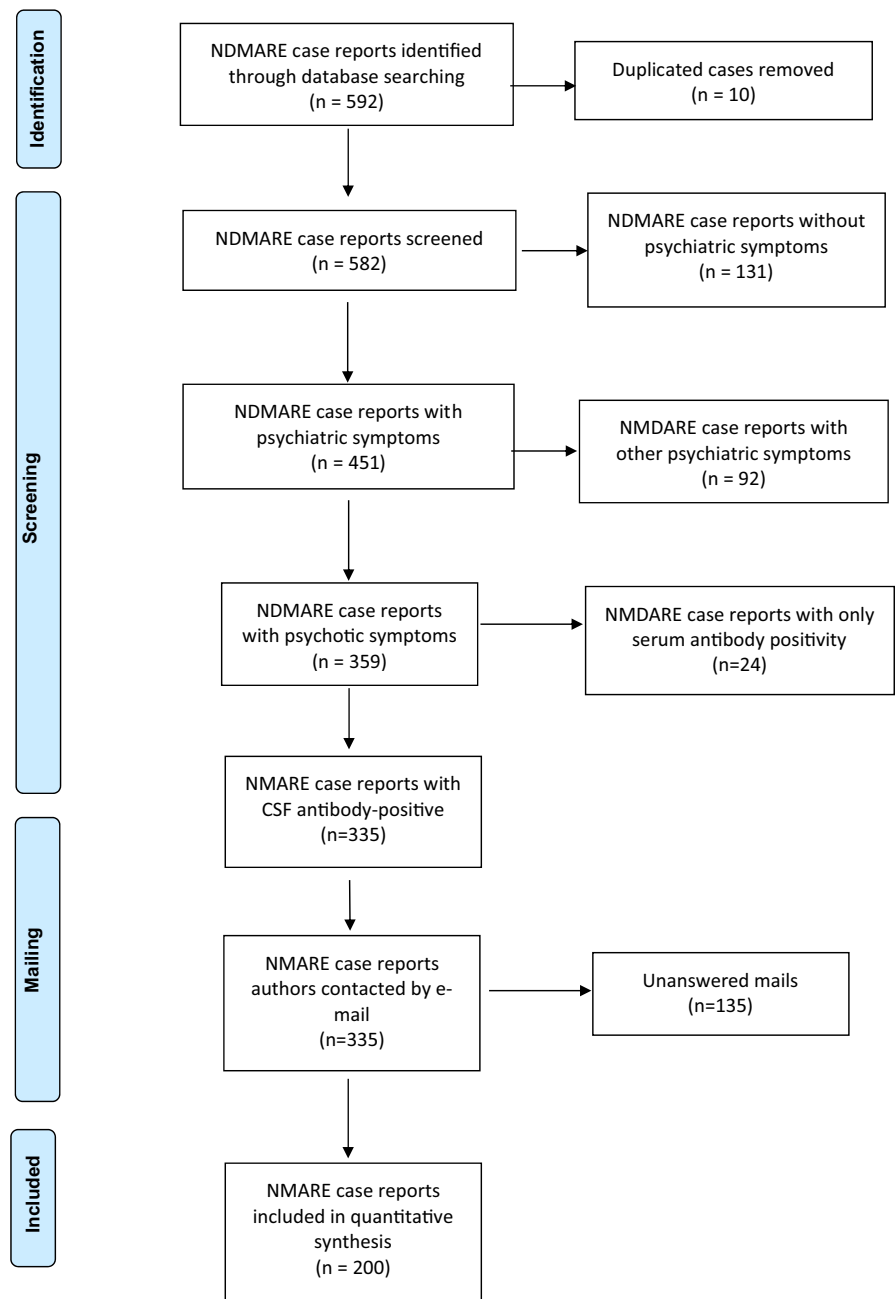 Identification
NDMARE case reports identified
through database searching
(n = 592)
Duplicated cases removed
(n = 10)
Screening
NDMARE case reports screened
(n = 582)
NDMARE case reports without
psychiatric symptoms
(n = 131)
NDMARE case reports with
psychiatric symptoms
(n = 451)
NMDARE case reports with
other psychiatric symptoms
(n = 92)
NDMARE case reports
with psychotic symptoms
(n = 359)
NMDARE case reports with only
serum antibody positivity
(n=24)
NMARE case reports with
CSF antibody-positive
(n=335)
Mailing
NMARE case reports
authors contacted by e-
mail
(n=335)
Unanswered mails
(n=135)
Included
NMARE case reports
included in quantitative
synthesis
(n = 200)